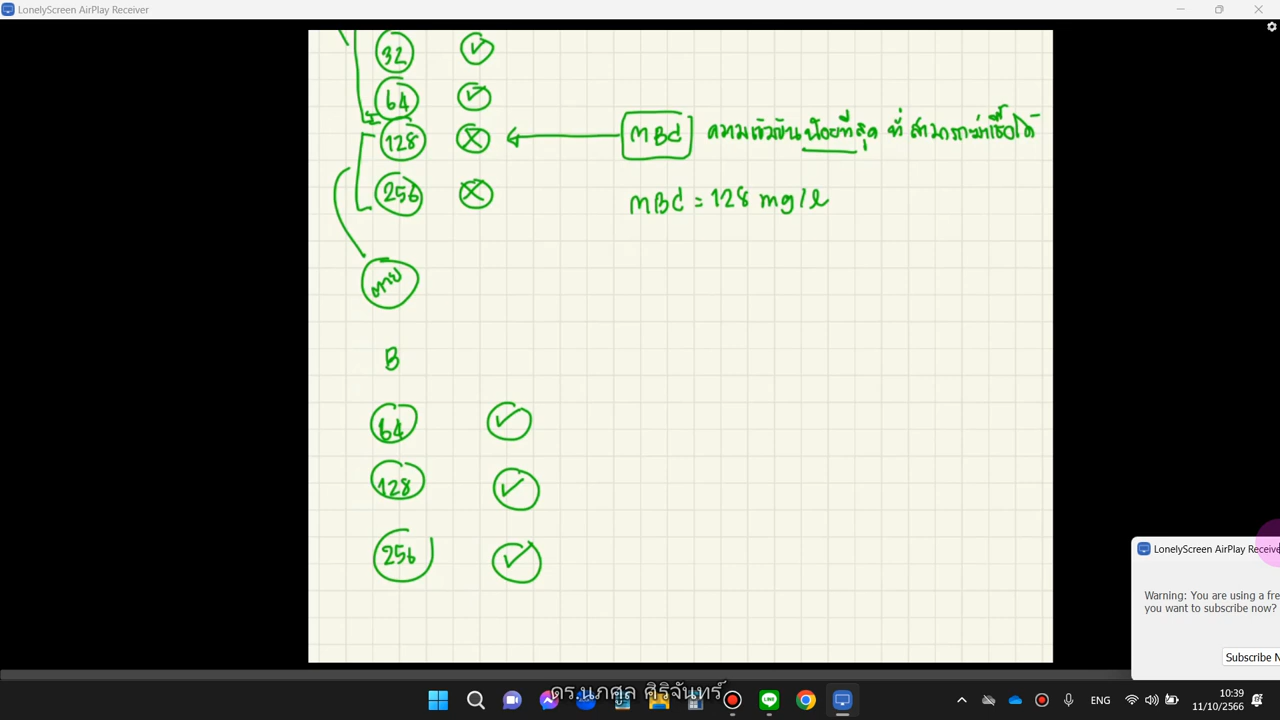 LonelyScreen AirPlay Receiver
32
64
128
MBC ความเข้มข้นน้อยที่สุด ที่ สามารถฆ่าเชื้อได้
256
MBC = 128 mg/l
ตาย
B
64
128
256
LonelyScreen AirPlay Receive
Warning: You are using a fre
you want to subscribe now?
Subscribe N
ดร.นภศูล ศิริจันทร์
ENG
10:39
11/10/2566